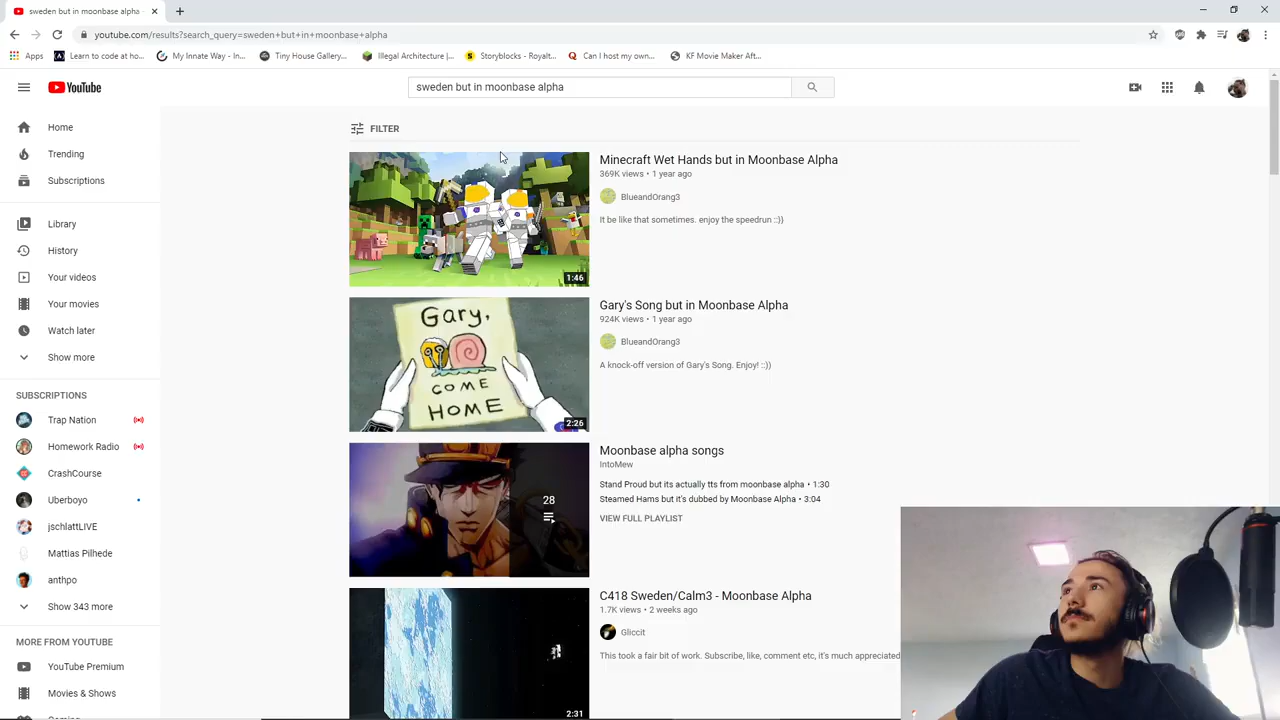 sweden but in moonbase alpha
youtube.com/results?search_query=sweden+but+in+moonbase+alpha
Apps
Learn to code at ho...
My Innate Way - In...
Tiny House Gallery...
Illegal Architecture |...
Storyblocks - Royalt...
Can I host my own...
KF Movie Maker Aft...
YouTube
sweden but in moonbase alpha
Home
Trending
Subscriptions
Library
History
Your videos
Your movies
Watch later
Show more
SUBSCRIPTIONS
Trap Nation
Homework Radio
CrashCourse
Uberboyo
jschlattLIVE
Mattias Pilhede
anthpo
Show 343 more
MORE FROM YOUTUBE
YouTube Premium
Movies & Shows
FILTER
1:46
Minecraft Wet Hands but in Moonbase Alpha
369K views • 1 year ago
BlueandOrang3
It be like that sometimes. enjoy the speedrun ::))
Gary,
COME
HOME
2:26
Gary's Song but in Moonbase Alpha
924K views • 1 year ago
BlueandOrang3
A knock-off version of Gary's Song. Enjoy! ::))
28
Moonbase alpha songs
IntoMew
Stand Proud but its actually tts from moonbase alpha • 1:30
Steamed Hams but it's dubbed by Moonbase Alpha • 3:04
VIEW FULL PLAYLIST
2:31
C418 Sweden/Calm3 - Moonbase Alpha
1.7K views • 2 weeks ago
Gliccit
This took a fair bit of work. Subscribe, like, comment etc, it's much appreciated